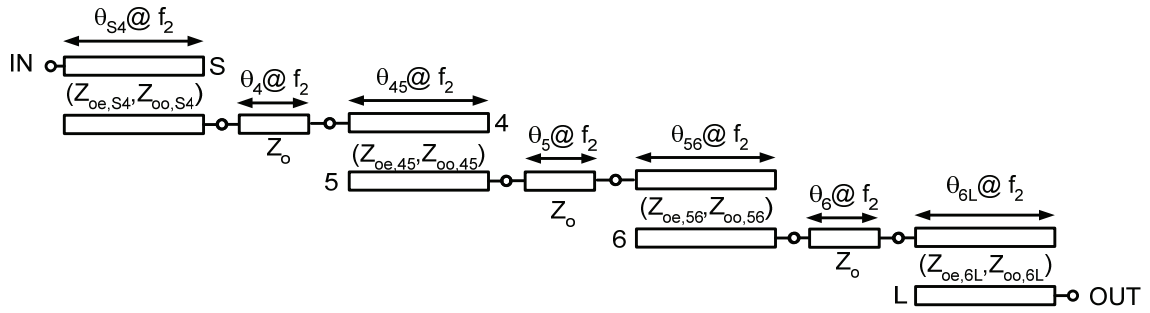 θS4@ f2
IN
S
(Zoe,S4,Zoo,S4)
θ4@ f2
Zo
θ45@ f2
4
(Zoe,45,Zoo,45)
5
θ5@ f2
Zo
θ56@ f2
(Zoe,56,Zoo,56)
6
θ6@ f2
Zo
θ6L@ f2
(Zoe,6L,Zoo,6L)
L
OUT